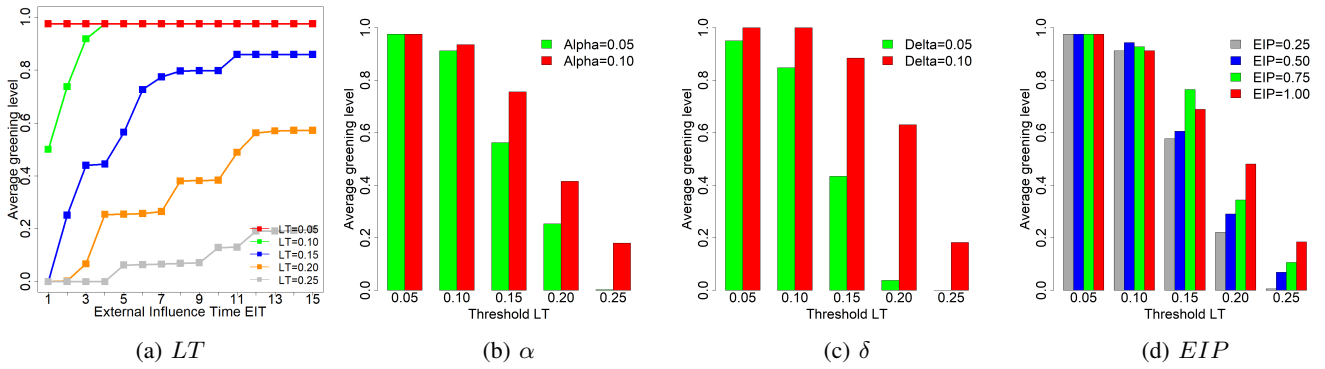 Average greening level
0.0 0.2 0.4 0.6 0.8 1.0
LT=0.05
LT=0.10
LT=0.15
LT=0.20
LT=0.25
1 3 5 7 9 11 13 15
External Influence Time EIT
(a) LT
Average greening level
0.0 0.2 0.4 0.6 0.8 1.0
Alpha=0.05
Alpha=0.10
0.05 0.10 0.15 0.20 0.25
Threshold LT
(b) α
Average greening level
0.0 0.2 0.4 0.6 0.8 1.0
Delta=0.05
Delta=0.10
0.05 0.10 0.15 0.20 0.25
Threshold LT
(c) δ
Average greening level
0.0 0.2 0.4 0.6 0.8 1.0
EIP=0.25
EIP=0.50
EIP=0.75
EIP=1.00
0.05 0.10 0.15 0.20 0.25
Threshold LT
(d) EIP